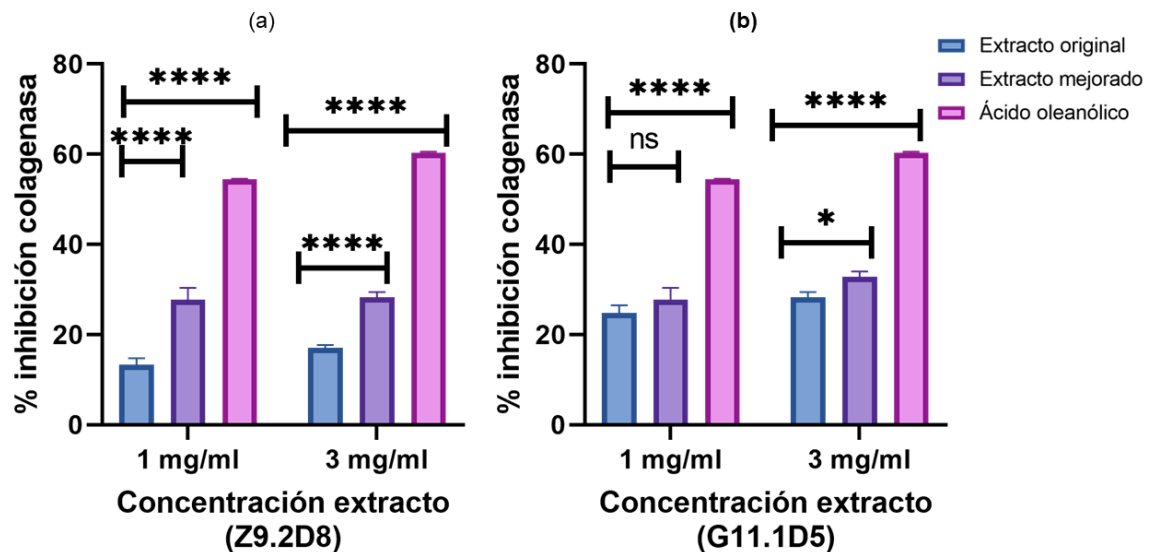 (a)
% inhibición colagenasa
80
60
40
20
0
****
****
****
****
1 mg/ml
3 mg/ml
Concentración extracto
(Z9.2D8)
(b)
% inhibición colagenasa
80
60
40
20
0
****
ns
****
*
1 mg/ml
3 mg/ml
Concentración extracto
(G11.1D5)
Extracto original
Extracto mejorado
Ácido oleanólico